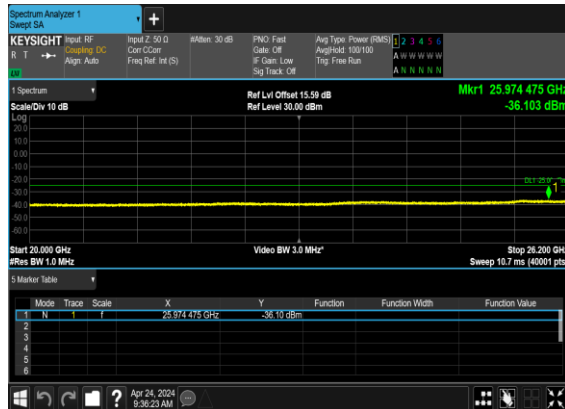 Spectrum Analyzer 1
Swept SA
+
KEYSIGHT Input: RF Input Z: 50 Ω #Atten: 30 dB PNO: Fast Avg Type: Power (RMS) 1 2 3 4 5 6
R T Coupling: DC Corr CCorr Gate: Off Avg|Hold: 100/100 A W W W W W
Align: Auto Freq Ref: Int (S) IF Gain: Low Trig: Free Run
Sig Track: Off A N N N N N
LW
1 Spectrum Ref Lvl Offset 15.59 dB Mkr1 25.974 475 GHz
Scale/Div 10 dB Ref Level 30.00 dBm -36.103 dBm
Log
20.0
10.0
0.00
-10.0
-20.0
DL1 -25.0
-30.0
1
-40.0
-50.0
-60.0
Start 20.000 GHz Video BW 3.0 MHz* Stop 26.200 GHz
#Res BW 1.0 MHz Sweep 10.7 ms (40001 pts
5 Marker Table
Mode Trace Scale X Y Function Function Width Function Value
1 N 1 f 25.974 475 GHz -36.10 dBm
2
3
4
5
6
? Apr 24, 2024
9:36:23 AM